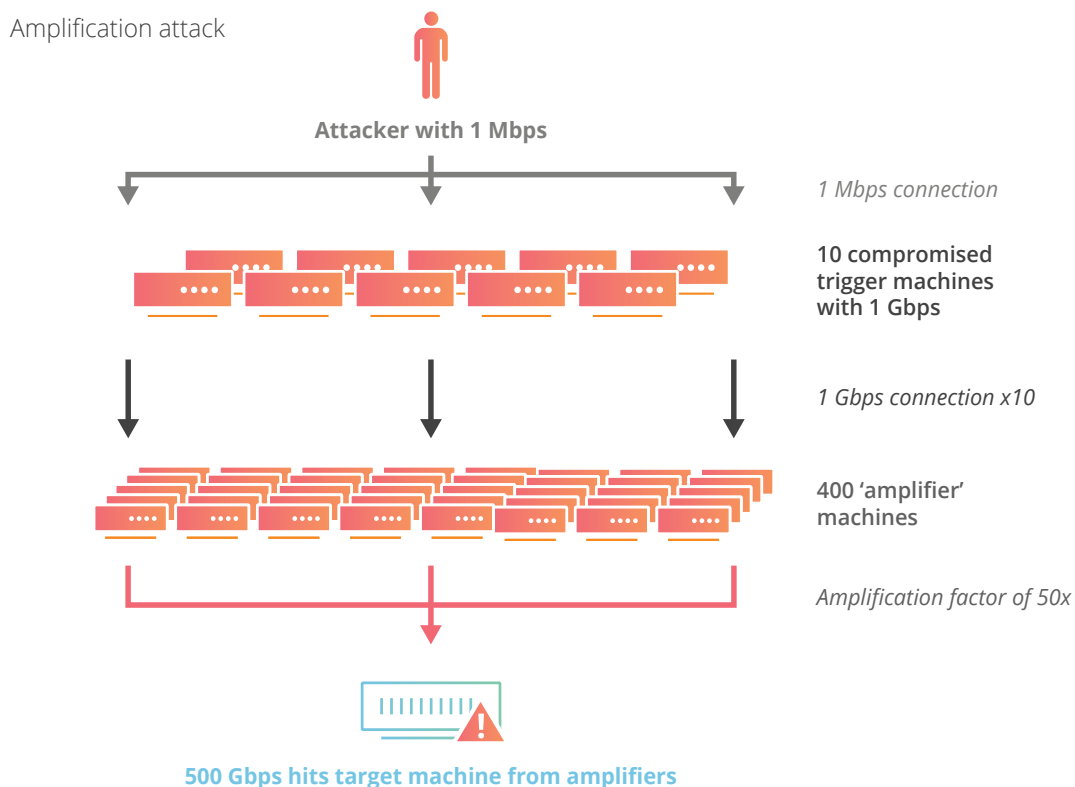 Amplification attack
Attacker with 1 Mbps
1 Mbps connection
10 compromised
trigger machines
with 1 Gbps
1 Gbps connection x10
400 ‘amplifier’
machines
Amplification factor of 50x
500 Gbps hits target machine from amplifiers